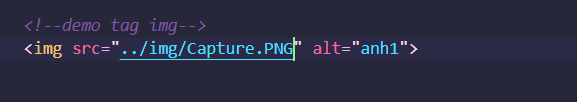 <!--demo tag img-->
<img src="../img/Capture.PNG" alt="anh1">